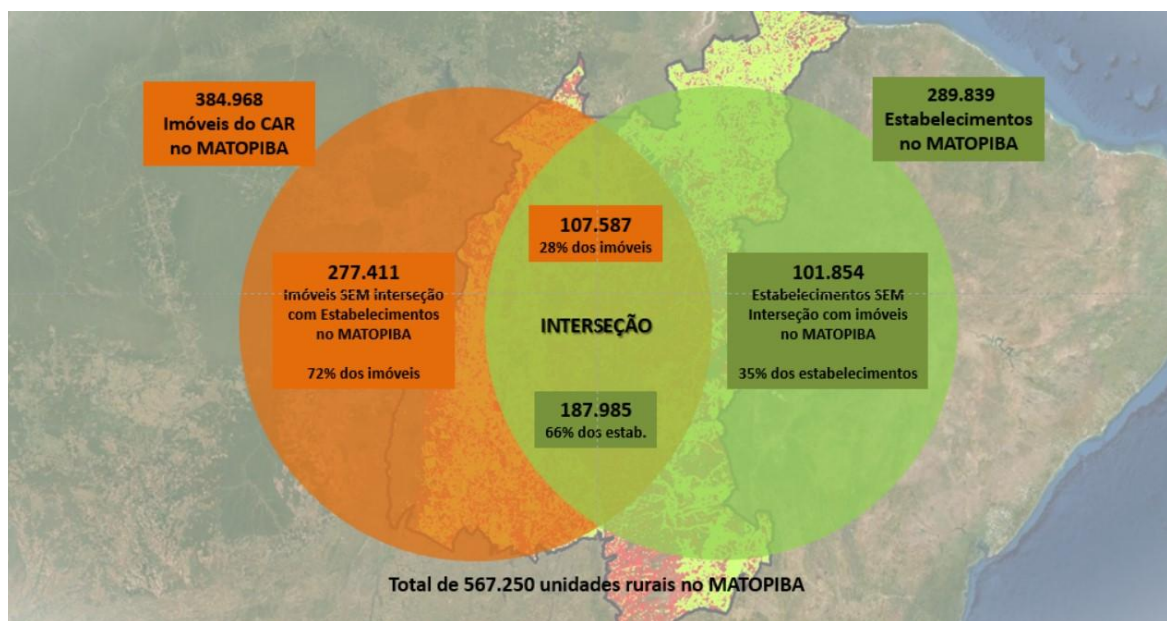 384.968
Imóveis do CAR
no MATOPIBA
289.839
Estabelecimentos
no MATOPIBA
107.587
28% dos imóveis
277.411
imóveis SEM interseção
com Estabelecimentos
no MATOPIBA
72% dos imóveis
INTERSEÇÃO
101.854
Estabelecimentos SEM
Interseção com imóveis
no MATOPIBA
35% dos estabelecimentos
187.985
66% dos estab.
Total de 567.250 unidades rurais no MATOPIBA